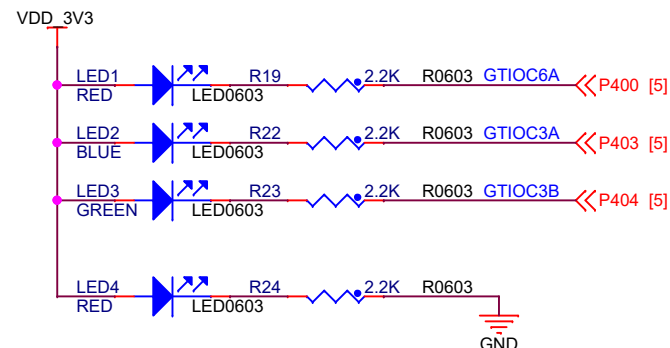 VDD_3V3
LED1 R19 2.2K R0603 GTIOC6A P400 [5]
RED LED0603
LED2 R22 2.2K R0603 GTIOC3A P403 [5]
BLUE LED0603
LED3 R23 2.2K R0603 GTIOC3B P404 [5]
GREEN LED0603
LED4 R24 2.2K R0603
RED LED0603
GND